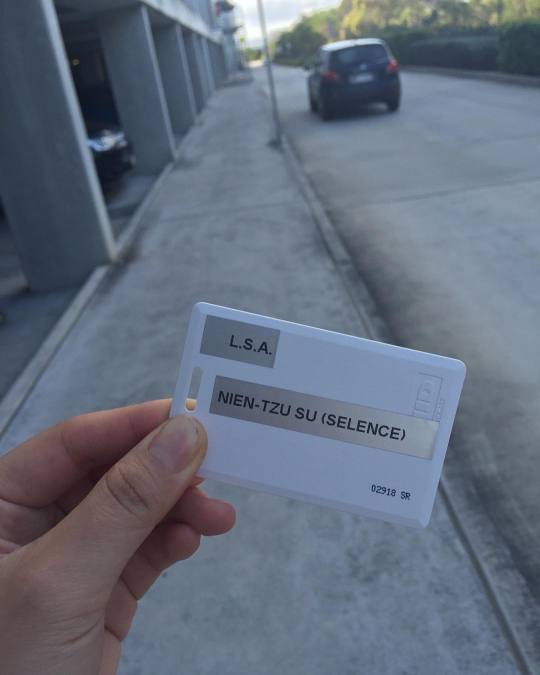 L.S.A.
NIEN-TZU SU (SELENCE)
02918 SR